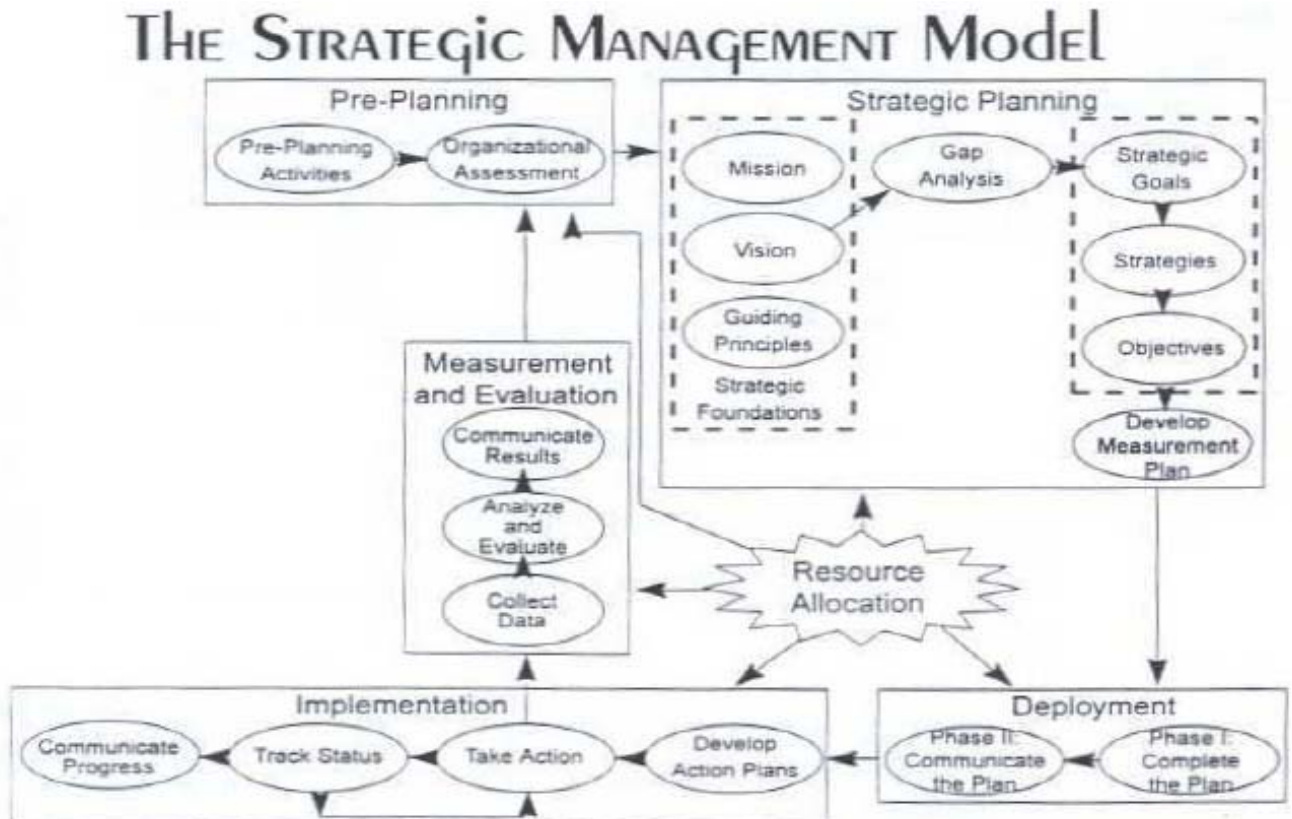 The Strategic Management Model
Pre-Planning
Pre-Planning
Activities
Organizational
Assessment
Strategic Planning
Mission
Vision
Guiding
Principles
Strategic
Foundations
Gap
Analysis
Strategic
Goals
Strategies
Objectives
Develop
Measurement
Plan
Measurement
and Evaluation
Communicate
Results
Analyze
and
Evaluate
Collect
Data
Resource
Allocation
Implementation
Communicate
Progress
Track Status
Take Action
Develop
Action Plans
Deployment
Phase II:
Communicate
the Plan
Phase I:
Complete
the Plan